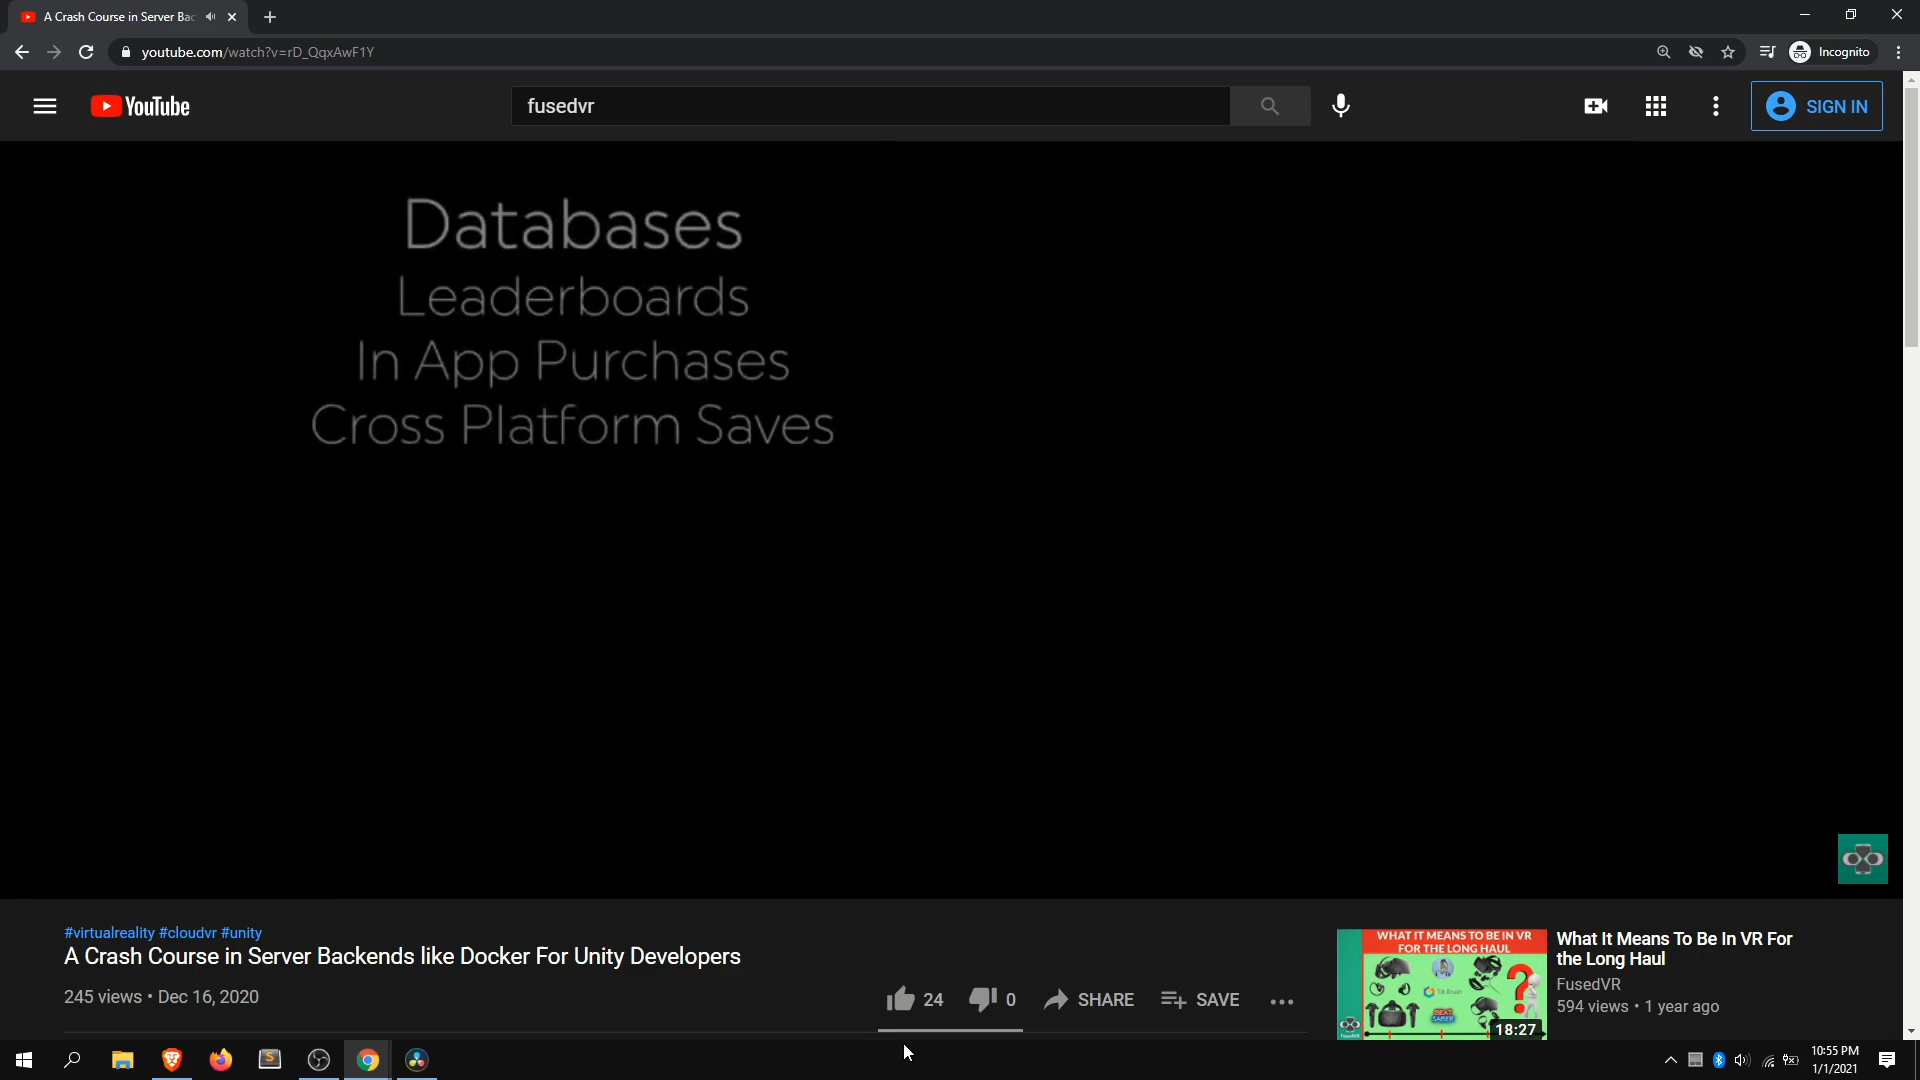 A Crash Course in Server Bac
youtube.com/watch?v=rD_QqxAwF1Y
Incognito
YouTube
fusedvr
SIGN IN
Databases
Leaderboards
In App Purchases
Cross Platform Saves
#virtualreality #cloudvr #unity
A Crash Course in Server Backends like Docker For Unity Developers
245 views • Dec 16, 2020
24
0
SHARE
SAVE
WHAT IT MEANS TO BE IN VR
FOR THE LONG HAUL
Tilt Brush
BEAT
SABER
18:27
What It Means To Be In VR For
the Long Haul
FusedVR
594 views • 1 year ago
10:55 PM
1/1/2021